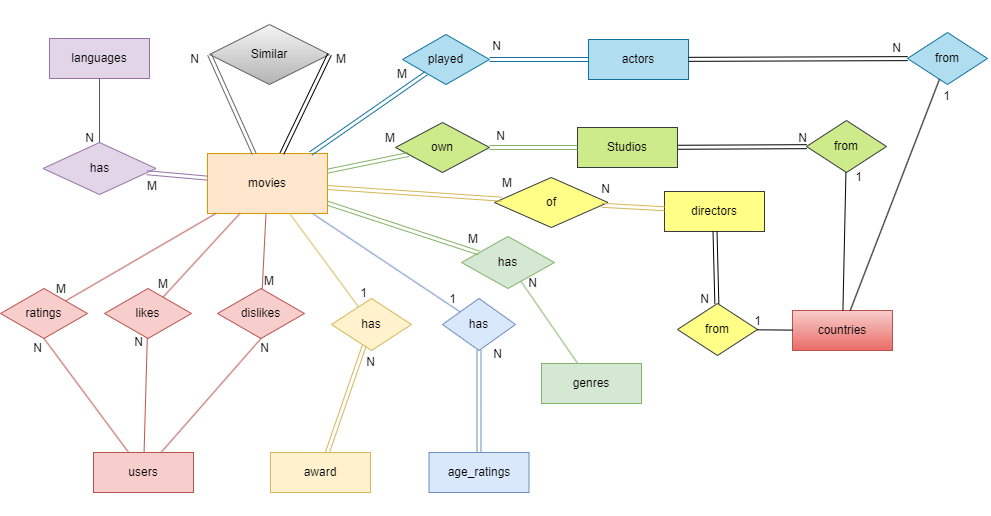 languages
N
Similar
M
M
played
N
actors
N
from
1
N
has
M
movies
M
own
N
Studios
N
from
1
M
of
N
directors
M
has
N
M
ratings
N
M
likes
N
M
dislikes
N
1
has
N
1
has
N
N
from
1
countries
genres
users
award
age_ratings